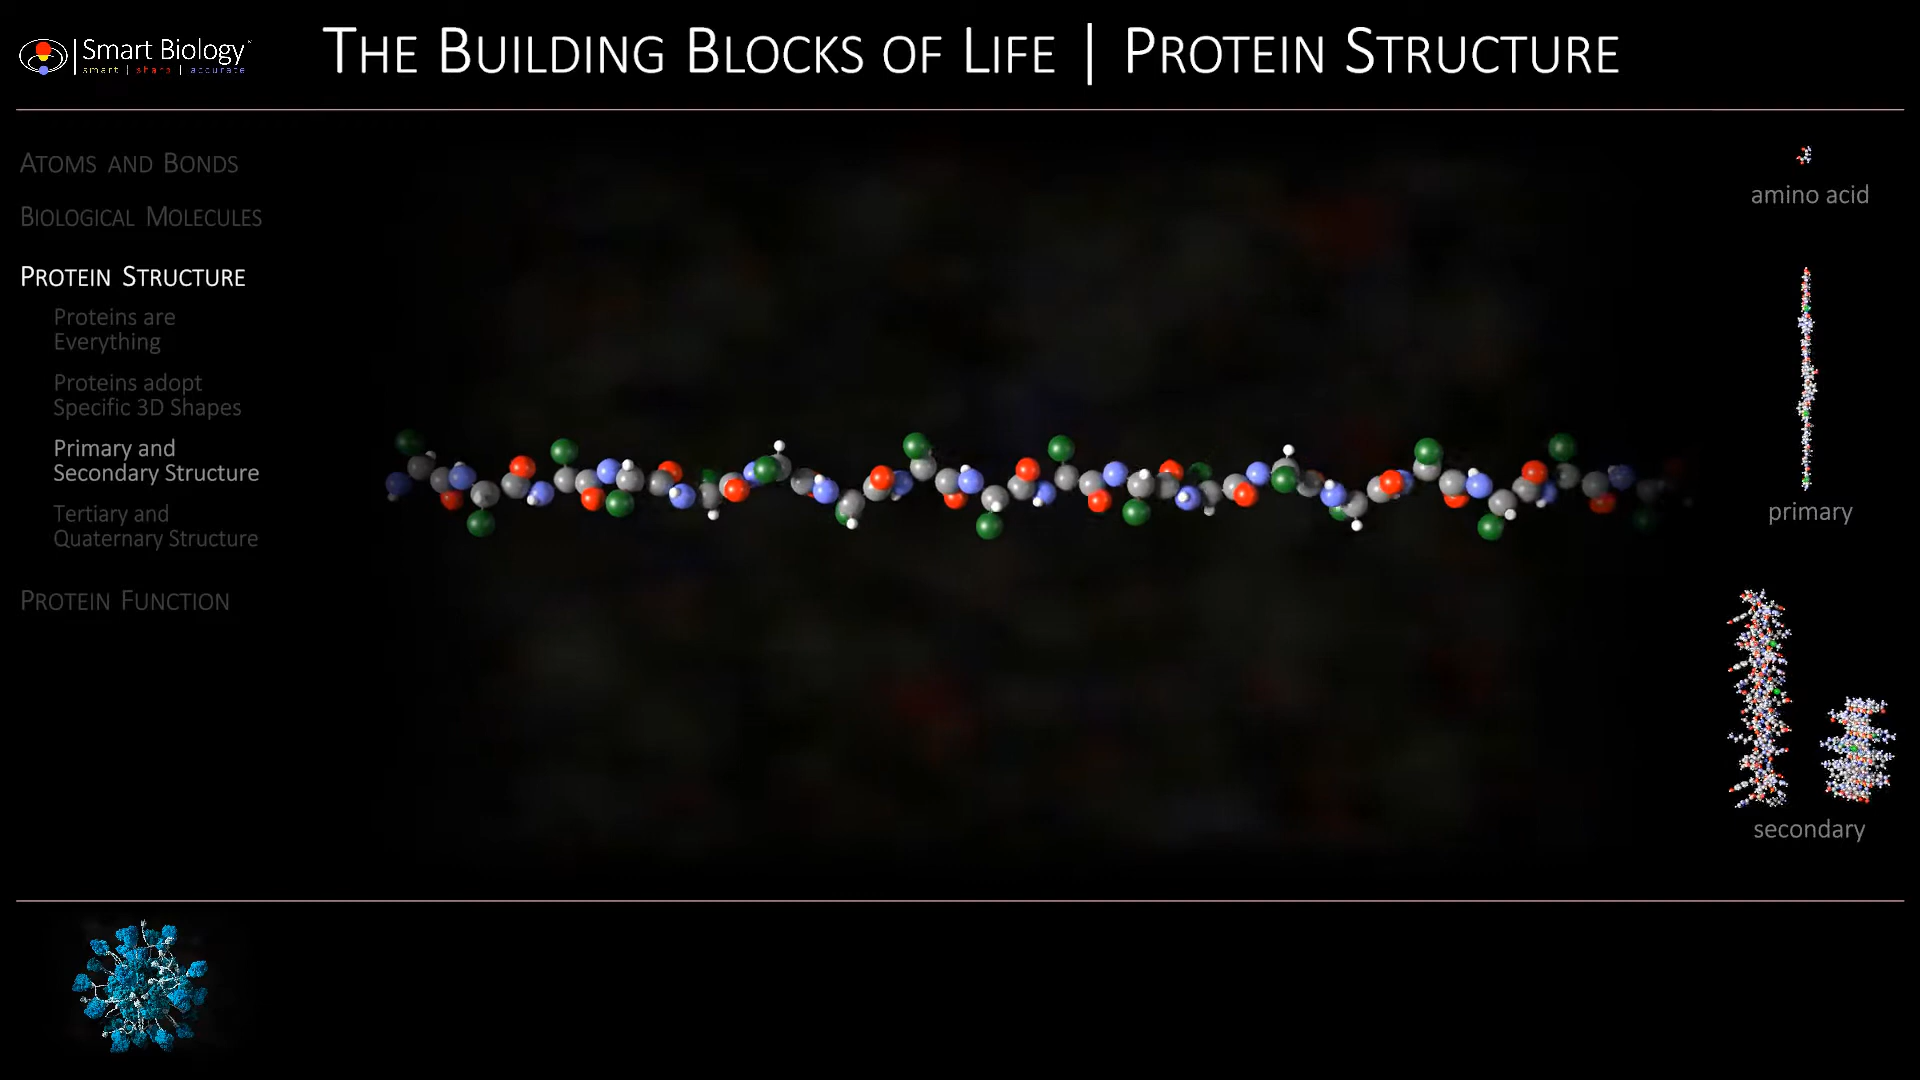 Smart Biology
smart | sharp | accurate
THE BUILDING BLOCKS OF LIFE | PROTEIN STRUCTURE
ATOMS AND BONDS
BIOLOGICAL MOLECULES
PROTEIN STRUCTURE
Proteins are
Everything
Proteins adopt
Specific 3D Shapes
Primary and
Secondary Structure
Tertiary and
Quaternary Structure
PROTEIN FUNCTION
amino acid
primary
secondary